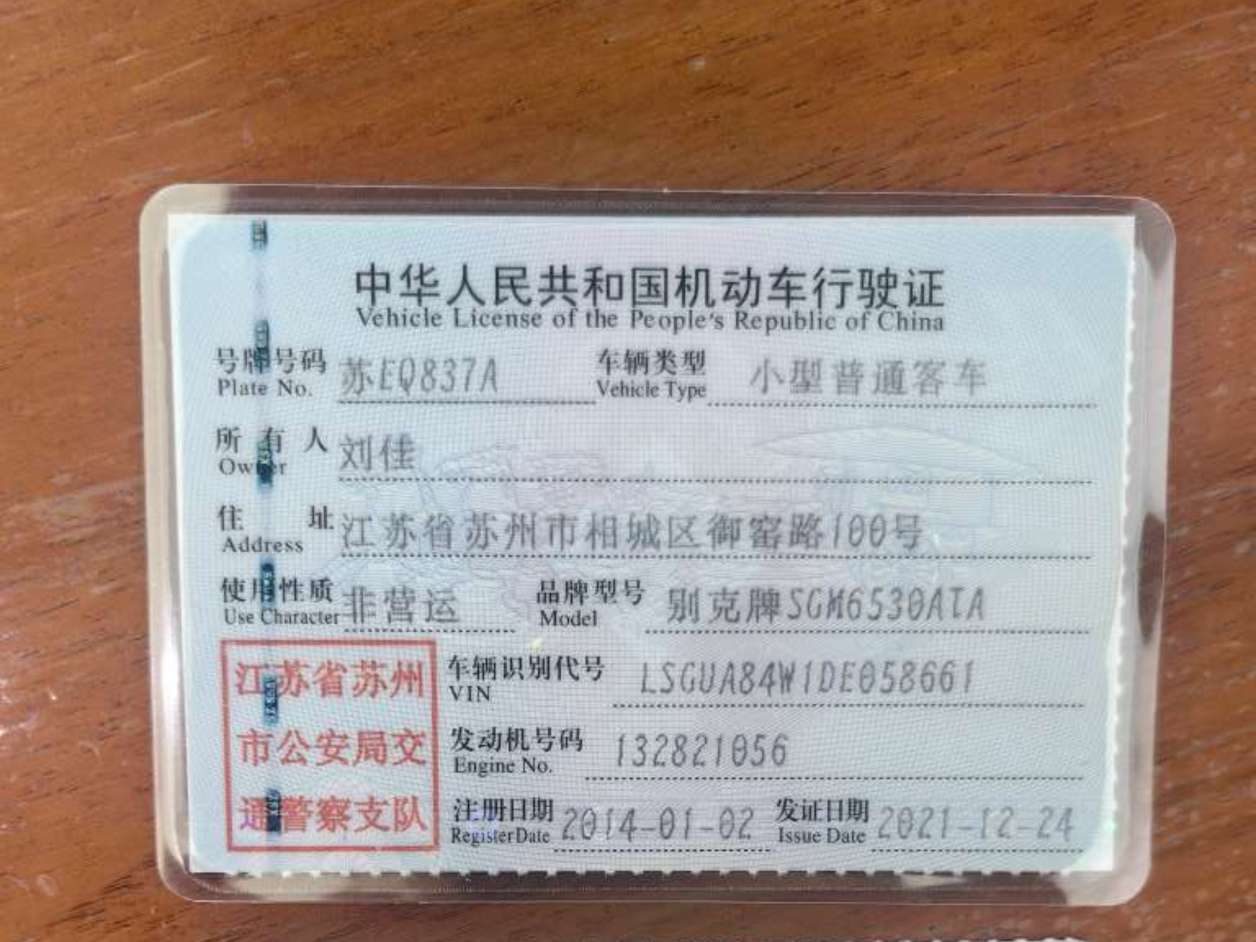 中华人民共和国机动车行驶证
Vehicle License of the People's Republic of China
号牌号码 苏EQ837A 车辆类型 小型普通客车
Plate No. Vehicle Type
所有人 刘佳
Owner
住址 江苏省苏州市相城区御窑路100号
Address
使用性质 非营运 品牌型号 别克牌SGM6530ATA
Use Character Model
江苏省苏州
市公安局交
通警察支队
车辆识别代号 LSGUA84W1DE058661
VIN
发动机号码 132821056
Engine No.
注册日期 2014-01-02 发证日期 2021-12-24
Register Date Issue Date